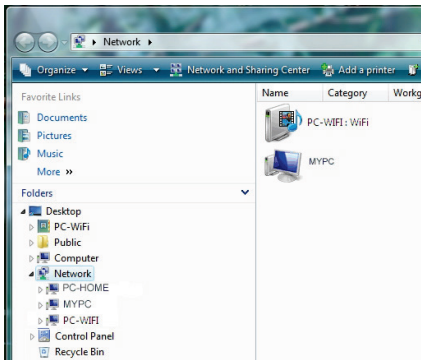 Network
Organize Views Network and Sharing Center Add a printer
Favorite Links
Documents
Pictures
Music
More »
Folders
Desktop
PC-WiFi
Public
Computer
Network
PC-HOME
MYPC
PC-WIFI
Control Panel
Recycle Bin
Name Category Workg
PC-WIFI : WiFi
MYPC